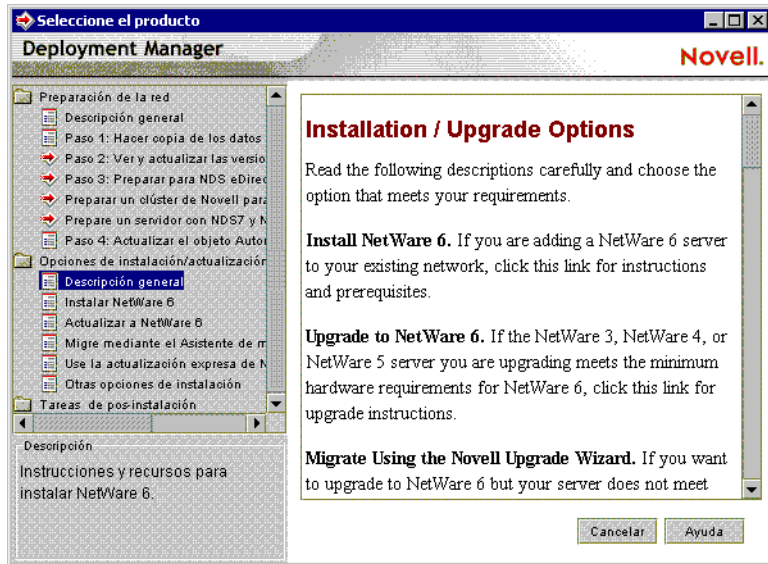 Seleccione el producto
Deployment Manager
Novell.
Preparación de la red
Descripción general
Paso 1: Hacer copia de los datos
Paso 2: Ver y actualizar las versio
Paso 3: Preparar para NDS eDirec
Preparar un clúster de Novell para
Prepare un servidor con NDS7 y N
Paso 4: Actualizar el objeto Autor
Opciones de instalación/actualización
Descripción general
Instalar NetWare 6
Actualizar a NetWare 6
Migre mediante el Asistente de m
Use la actualización expresa de N
Otras opciones de instalación
Tareas de pos-instalación
Descripción
Instrucciones y recursos para
instalar NetWare 6.
Installation / Upgrade Options
Read the following descriptions carefully and choose the
option that meets your requirements.
Install NetWare 6. If you are adding a NetWare 6 server
to your existing network, click this link for instructions
and prerequisites.
Upgrade to NetWare 6. If the NetWare 3, NetWare 4, or
NetWare 5 server you are upgrading meets the minimum
hardware requirements for NetWare 6, click this link for
upgrade instructions.
Migrate Using the Novell Upgrade Wizard. If you want
to upgrade to NetWare 6 but your server does not meet
Cancelar
Ayuda